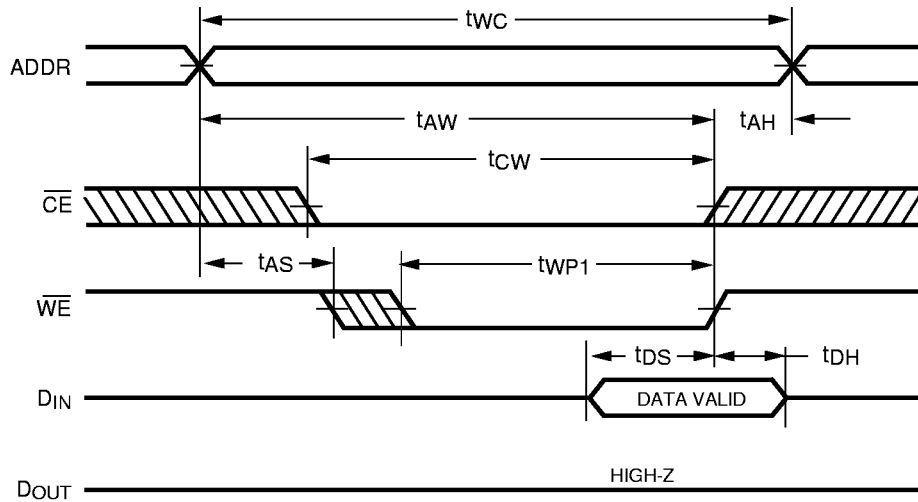 tWC
ADDR
tAW
tAH
tCW
CE
tAS
tWP1
WE
tDS
tDH
DIN
DATA VALID
HIGH-Z
DOUT